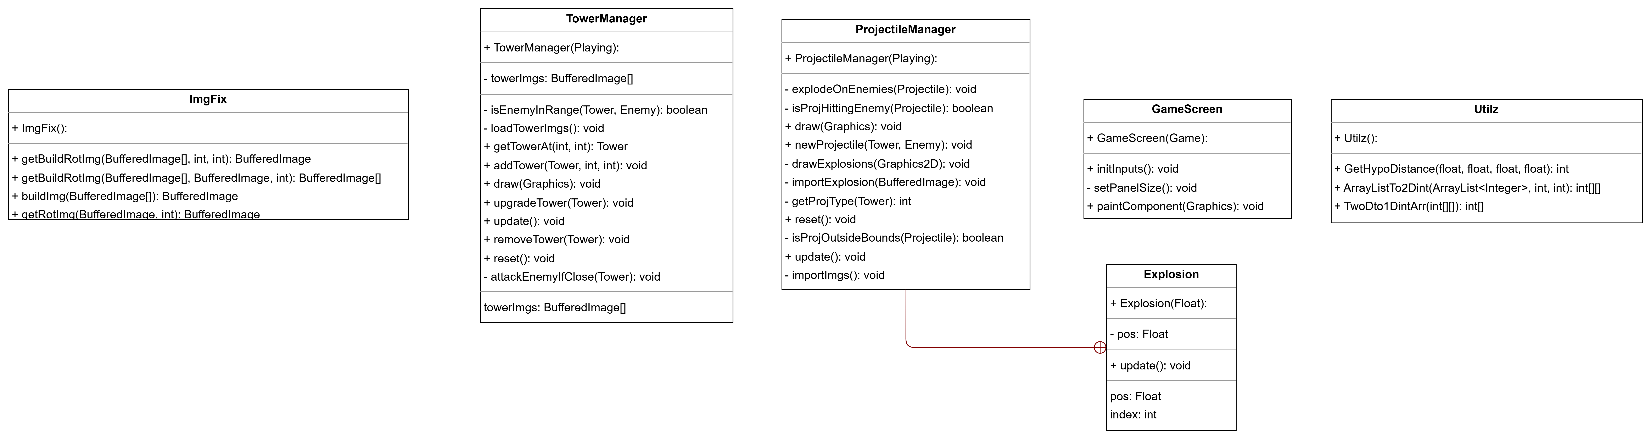 ImgFix
+ ImgFix():
+ getBuildRotImg(BufferedImage[], int, int): BufferedImage
+ getBuildRotImg(BufferedImage[], BufferedImage, int): BufferedImage[]
+ buildImg(BufferedImage[]): BufferedImage
+ getRotImg(BufferedImage, int): BufferedImage
TowerManager
+ TowerManager(Playing):
- towerImgs: BufferedImage[]
- isEnemyInRange(Tower, Enemy): boolean
- loadTowerImgs(): void
+ getTowerAt(int, int): Tower
+ addTower(Tower, int, int): void
+ draw(Graphics): void
+ upgradeTower(Tower): void
+ update(): void
+ removeTower(Tower): void
+ reset(): void
- attackEnemyIfClose(Tower): void
towerImgs: BufferedImage[]
ProjectileManager
+ ProjectileManager(Playing):
- explodeOnEnemies(Projectile): void
- isProjHittingEnemy(Projectile): boolean
+ draw(Graphics): void
+ newProjectile(Tower, Enemy): void
- drawExplosions(Graphics2D): void
- importExplosion(BufferedImage): void
- getProjType(Tower): int
+ reset(): void
- isProjOutsideBounds(Projectile): boolean
+ update(): void
- importImgs(): void
GameScreen
+ GameScreen(Game):
+ initInputs(): void
- setPanelSize(): void
+ paintComponent(Graphics): void
Utilz
+ Utilz():
+ GetHypoDistance(float, float, float, float): int
+ ArrayListTo2Dint(ArrayList<Integer>, int, int): int[][]
+ TwoDto1DintArr(int[][]): int[]
Explosion
+ Explosion(Float):
- pos: Float
+ update(): void
pos: Float
index: int